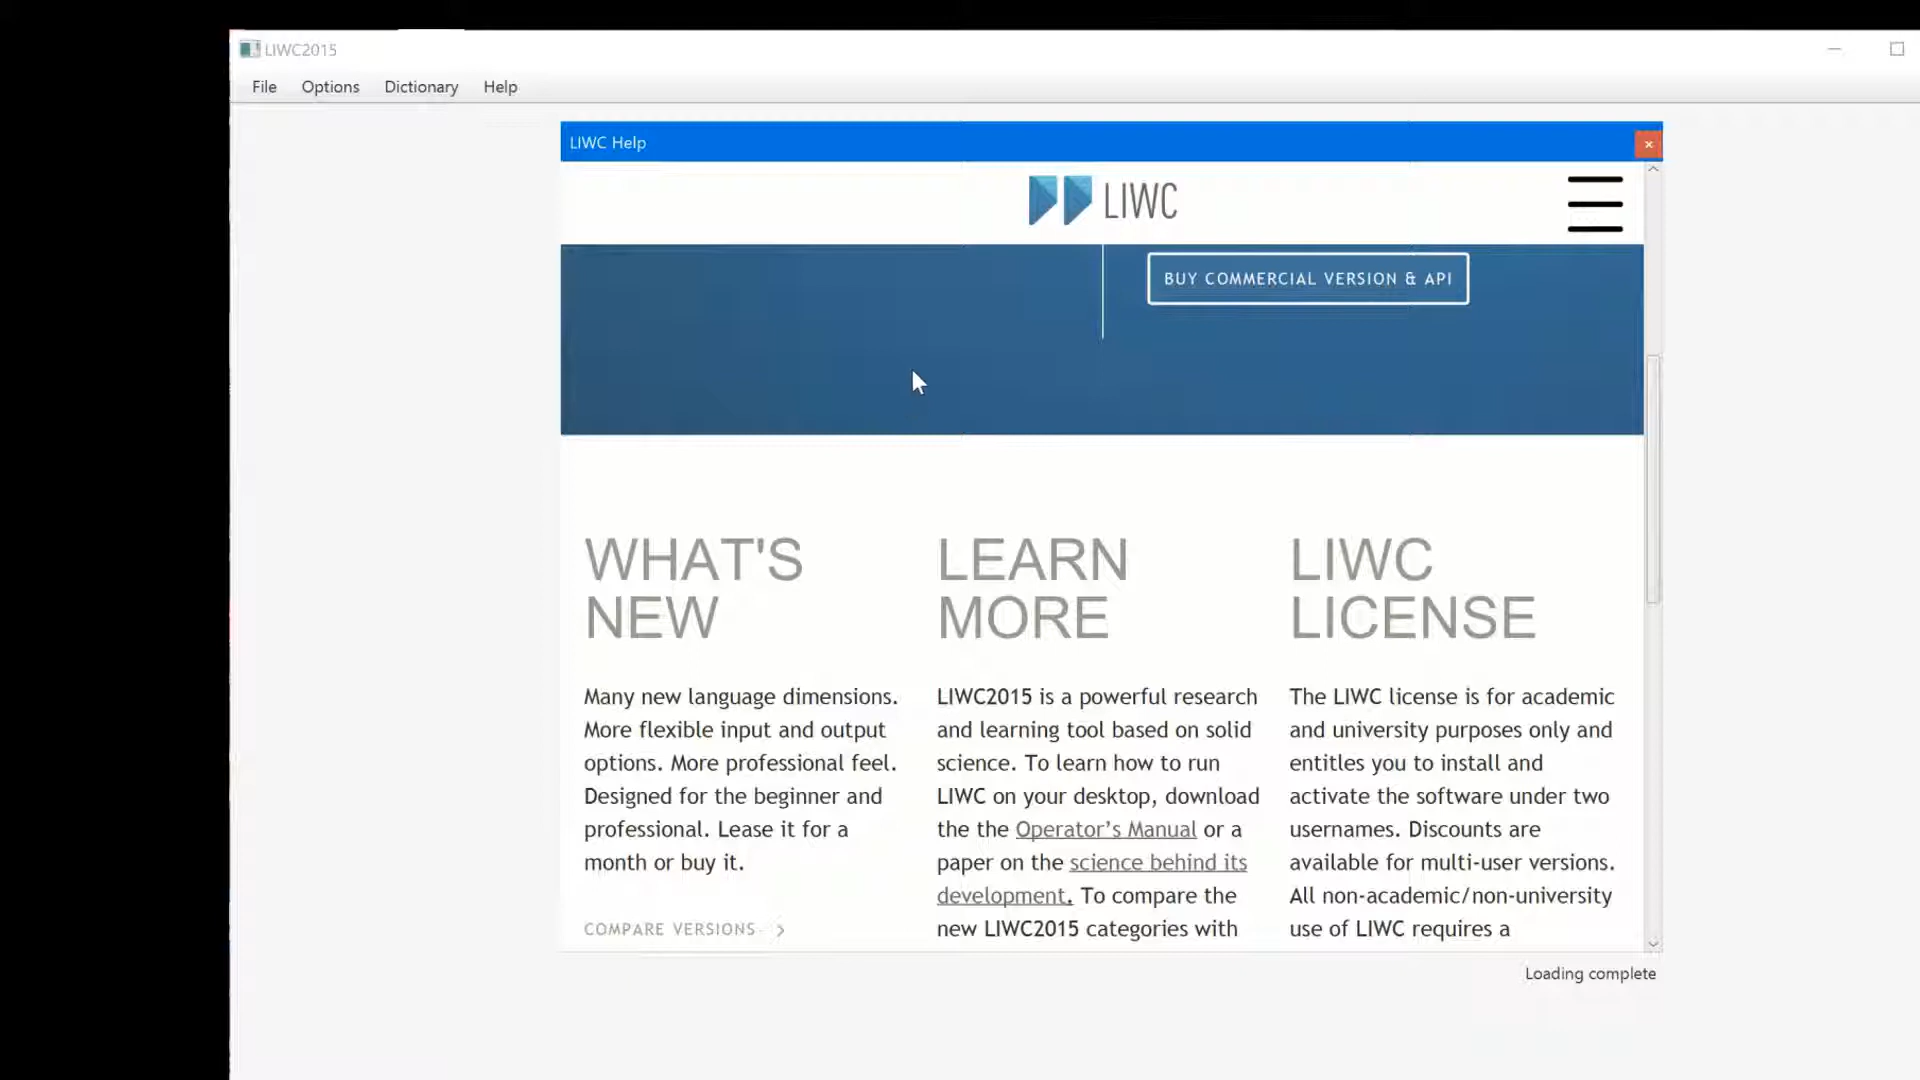 LIWC2015
File Options Dictionary Help
LIWC Help
LIWC
BUY COMMERCIAL VERSION & API
WHAT'S
NEW
Many new language dimensions.
More flexible input and output
options. More professional feel.
Designed for the beginner and
professional. Lease it for a
month or buy it.
COMPARE VERSIONS
LEARN
MORE
LIWC2015 is a powerful research
and learning tool based on solid
science. To learn how to run
LIWC on your desktop, download
the the Operator’s Manual or a
paper on the science behind its
development. To compare the
new LIWC2015 categories with
LIWC
LICENSE
The LIWC license is for academic
and university purposes only and
entitles you to install and
activate the software under two
usernames. Discounts are
available for multi-user versions.
All non-academic/non-university
use of LIWC requires a
Loading complete